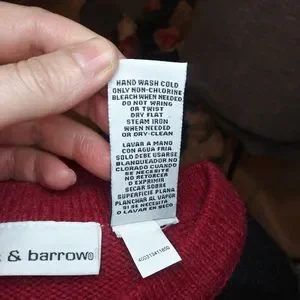 HAND WASH COLD
ONLY NON-CHLORINE
BLEACH WHEN NEEDED
DO NOT WRING
OR TWIST
DRY FLAT
STEAM IRON
WHEN NEEDED
OR DRY-CLEAN
LAVAR A MANO
CON AGUA FRIA
SOLO DEBE USARSE
BLANQUEADOR NO
CLORADO CUANDO
SE NECESITE
NO RETORCER
O EXPRIMIR
SECAR SOBRE
SUPERFICIE PLANA
PLANCHAR AL VAPOR
SI SE NECESITA
O LAVAR EN SECO
& barrow®